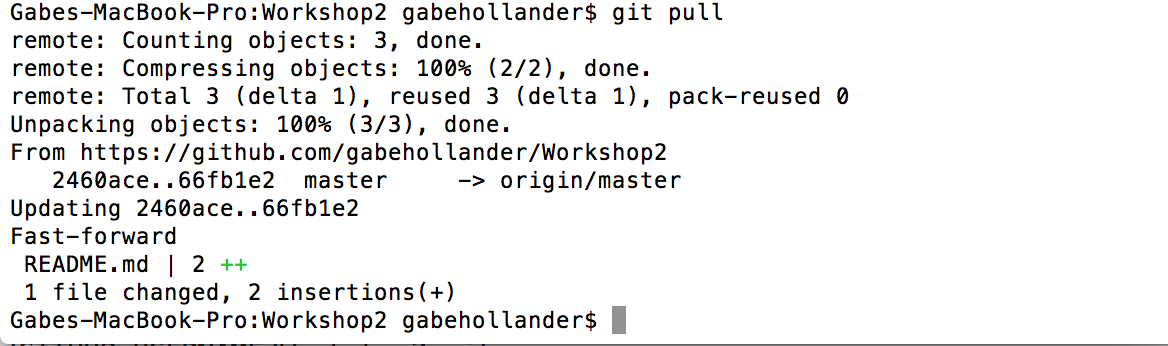 Gabes-MacBook-Pro:Workshop2 gabehollander$ git pull
remote: Counting objects: 3, done.
remote: Compressing objects: 100% (2/2), done.
remote: Total 3 (delta 1), reused 3 (delta 1), pack-reused 0
Unpacking objects: 100% (3/3), done.
From https://github.com/gabehollander/Workshop2
   2460ace..66fb1e2  master     -> origin/master
Updating 2460ace..66fb1e2
Fast-forward
 README.md | 2 ++
 1 file changed, 2 insertions(+)
Gabes-MacBook-Pro:Workshop2 gabehollander$